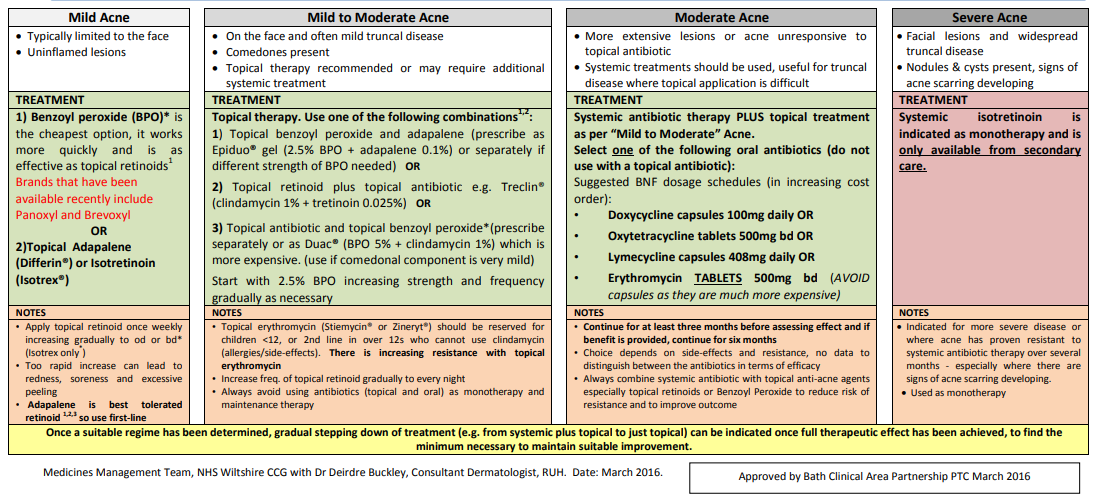 Mild Acne
• Typically limited to the face
• Uninflamed lesions
TREATMENT
1) Benzoyl peroxide (BPO)* is
the cheapest option, it works
more quickly and is as
effective as topical retinoids1
Brands that have been
available recently include
Panoxyl and Brevoxyl
OR
2)Topical Adapalene
(Differin®) or Isotretinoin
(Isotrex®)
NOTES
• Apply topical retinoid once weekly
increasing gradually to od or bd*
(Isotrex only*)
• Too rapid increase can lead to
redness, soreness and excessive
peeling
• Adapalene is best tolerated
retinoid 1,2,3 so use first-line
Mild to Moderate Acne
• On the face and often mild truncal disease
• Comedones present
• Topical therapy recommended or may require additional
systemic treatment
TREATMENT
Topical therapy. Use one of the following combinations1,2:
1) Topical benzoyl peroxide and adapalene (prescribe as
Epiduo® gel (2.5% BPO + adapalene 0.1%) or separately if
different strength of BPO needed) OR
2) Topical retinoid plus topical antibiotic e.g. Treclin®
(clindamycin 1% + tretinoin 0.025%) OR
3) Topical antibiotic and topical benzoyl peroxide*(prescribe
separately or as Duac® (BPO 5% + clindamycin 1%) which is
more expensive. (use if comedonal component is very mild)
Start with 2.5% BPO increasing strength and frequency
gradually as necessary
NOTES
• Topical erythromycin (Stiemycin® or Zineryt®) should be reserved for
children <12, or 2nd line in over 12s who cannot use clindamycin
(allergies/side-effects). There is increasing resistance with topical
erythromycin
• Increase freq. of topical retinoid gradually to every night
• Always avoid using antibiotics (topical and oral) as monotherapy and
maintenance therapy
Moderate Acne
• More extensive lesions or acne unresponsive to
topical antibiotic
• Systemic treatments should be used, useful for truncal
disease where topical application is difficult
TREATMENT
Systemic antibiotic therapy PLUS topical treatment
as per “Mild to Moderate” Acne.
Select one of the following oral antibiotics (do not
use with a topical antibiotic):
Suggested BNF dosage schedules (in increasing cost
order):
• Doxycycline capsules 100mg daily OR
• Oxytetracycline tablets 500mg bd OR
• Lymecycline capsules 408mg daily OR
• Erythromycin TABLETS 500mg bd (AVOID
capsules as they are much more expensive)
NOTES
• Continue for at least three months before assessing effect and if
benefit is provided, continue for six months
• Choice depends on side-effects and resistance, no data to
distinguish between the antibiotics in terms of efficacy
• Always combine systemic antibiotic with topical anti-acne agents
especially topical retinoids or Benzoyl Peroxide to reduce risk of
resistance and to improve outcome
Severe Acne
• Facial lesions and widespread
truncal disease
• Nodules & cysts present, signs of
acne scarring developing
TREATMENT
Systemic isotretinoin is
indicated as monotherapy and is
only available from secondary
care.
NOTES
• Indicated for more severe disease or
where acne has proven resistant to
systemic antibiotic therapy over several
months - especially where there are
signs of acne scarring developing.
• Used as monotherapy
Once a suitable regime has been determined, gradual stepping down of treatment (e.g. from systemic plus topical to just topical) can be indicated once full therapeutic effect has been achieved, to find the
minimum necessary to maintain suitable improvement.
Medicines Management Team, NHS Wiltshire CCG with Dr Deirdre Buckley, Consultant Dermatologist, RUH. Date: March 2016.
Approved by Bath Clinical Area Partnership PTC March 2016